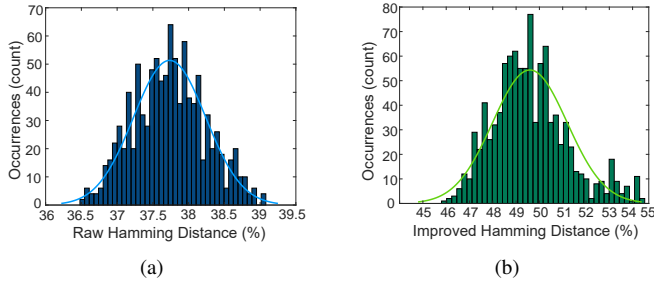 70
60
50
40
30
20
10
0
Occurrences (count)
36 36.5 37 37.5 38 38.5 39 39.5
Raw Hamming Distance (%)
(a)
80
70
60
50
40
30
20
10
0
Occurrences (count)
45 46 47 48 49 50 51 52 53 54 55
Improved Hamming Distance (%)
(b)